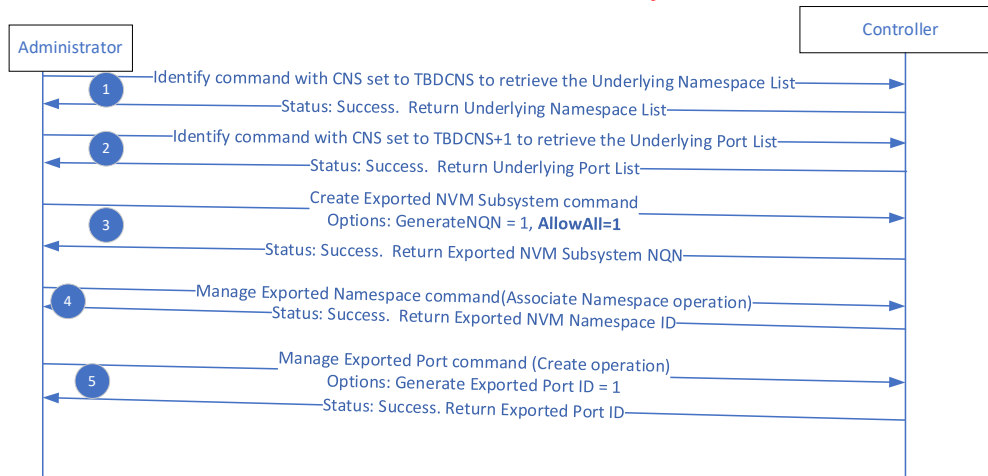 Controller
Administrator
Identify command with CNS set to TBDCNS to retrieve the Underlying Namespace List
1
Status: Success.  Return Underlying Namespace List
Identify command with CNS set to TBDCNS+1 to retrieve the Underlying Port List
2
Status: Success.  Return Underlying Port List
Create Exported NVM Subsystem command
3
Options: GenerateNQN = 1, AllowAll=1
Status: Success.  Return Exported NVM Subsystem NQN
Manage Exported Namespace command(Associate Namespace operation)
4
Status: Success.  Return Exported NVM Namespace ID
Manage Exported Port command (Create operation)
5
Options: Generate Exported Port ID = 1
Status: Success. Return Exported Port ID